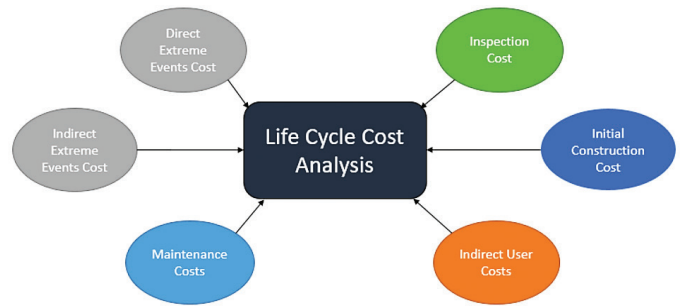 Direct
Extreme
Events Cost
Inspection
Cost
Indirect
Extreme
Events Cost
Life Cycle Cost
Analysis
Initial
Construction
Cost
Maintenance
Costs
Indirect User
Costs